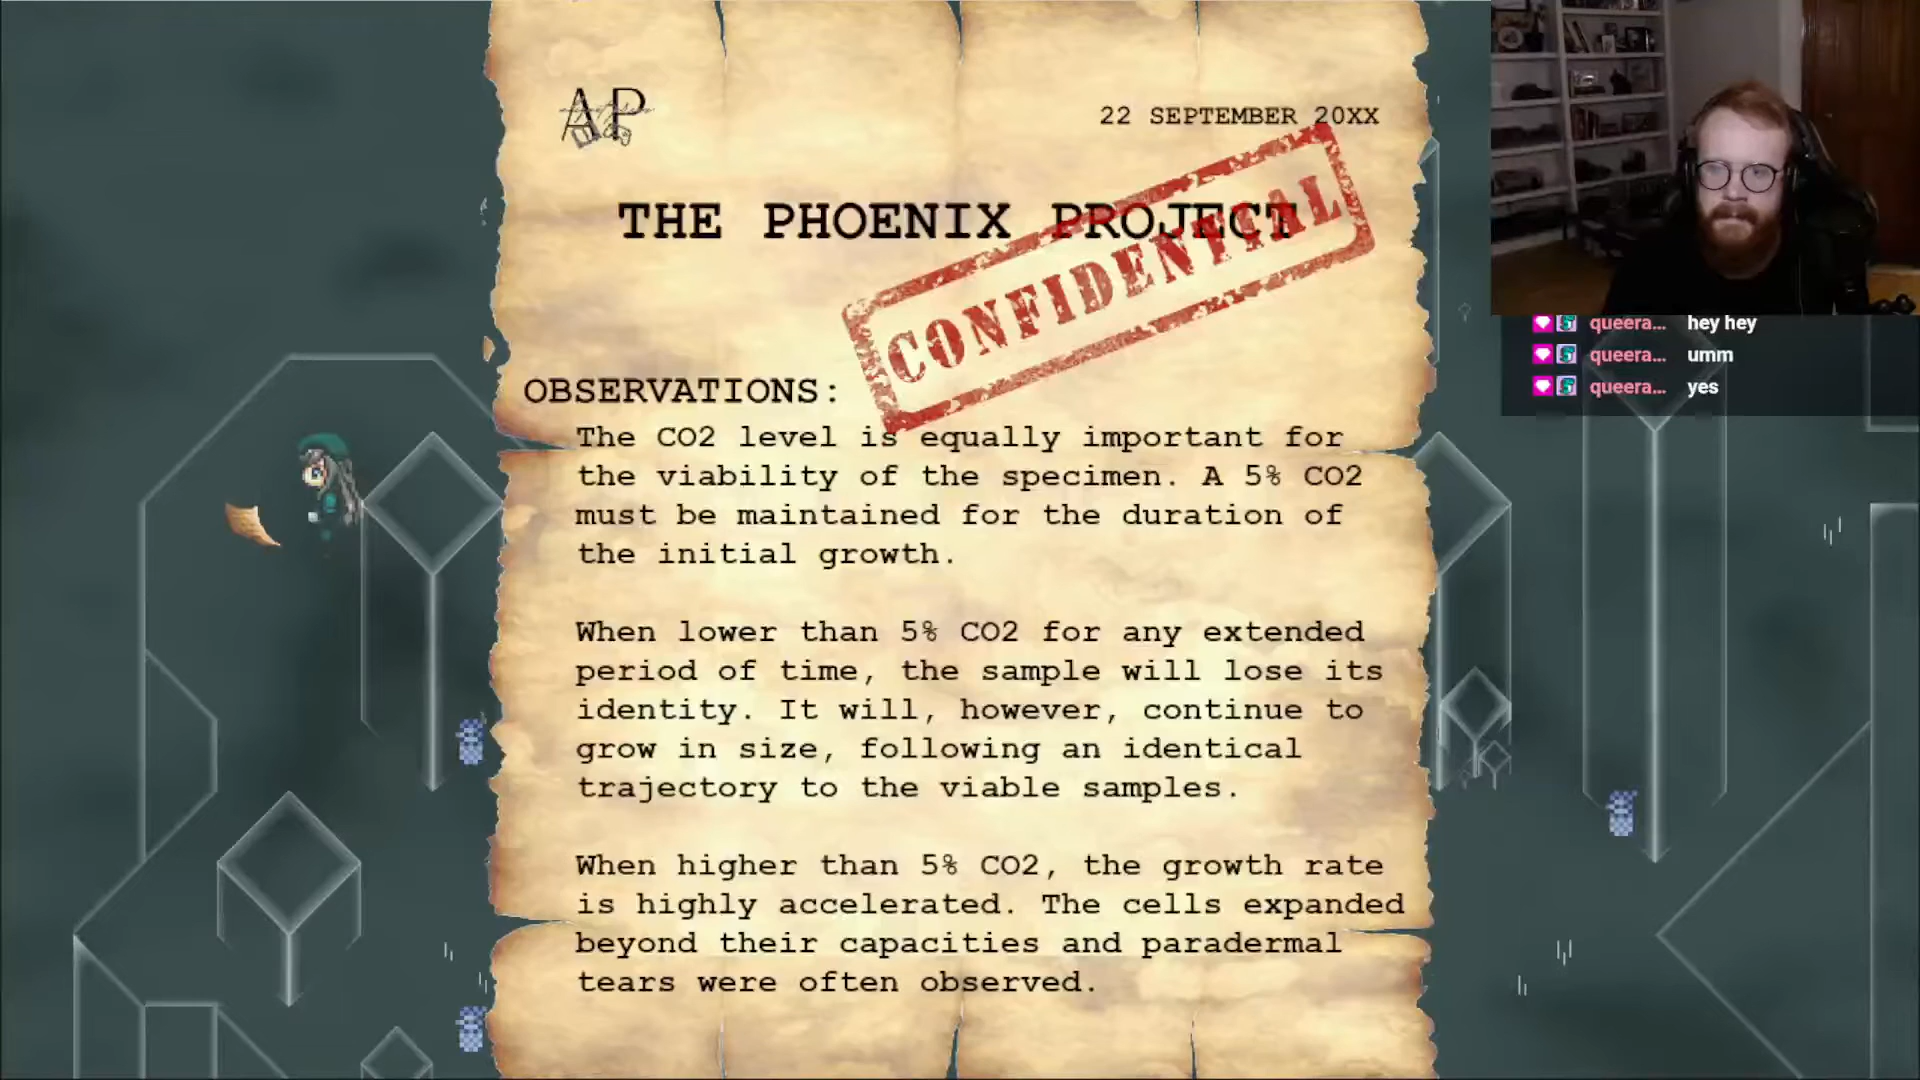 AP
22 SEPTEMBER 20XX
THE PHOENIX PROJECT
CONFIDENTIAL
OBSERVATIONS:
The CO2 level is equally important for
the viability of the specimen. A 5% CO2
must be maintained for the duration of
the initial growth.
When lower than 5% CO2 for any extended
period of time, the sample will lose its
identity. It will, however, continue to
grow in size, following an identical
trajectory to the viable samples.
When higher than 5% CO2, the growth rate
is highly accelerated. The cells expanded
beyond their capacities and paradermal
tears were often observed.
queera... hey hey
queera... umm
queera... yes